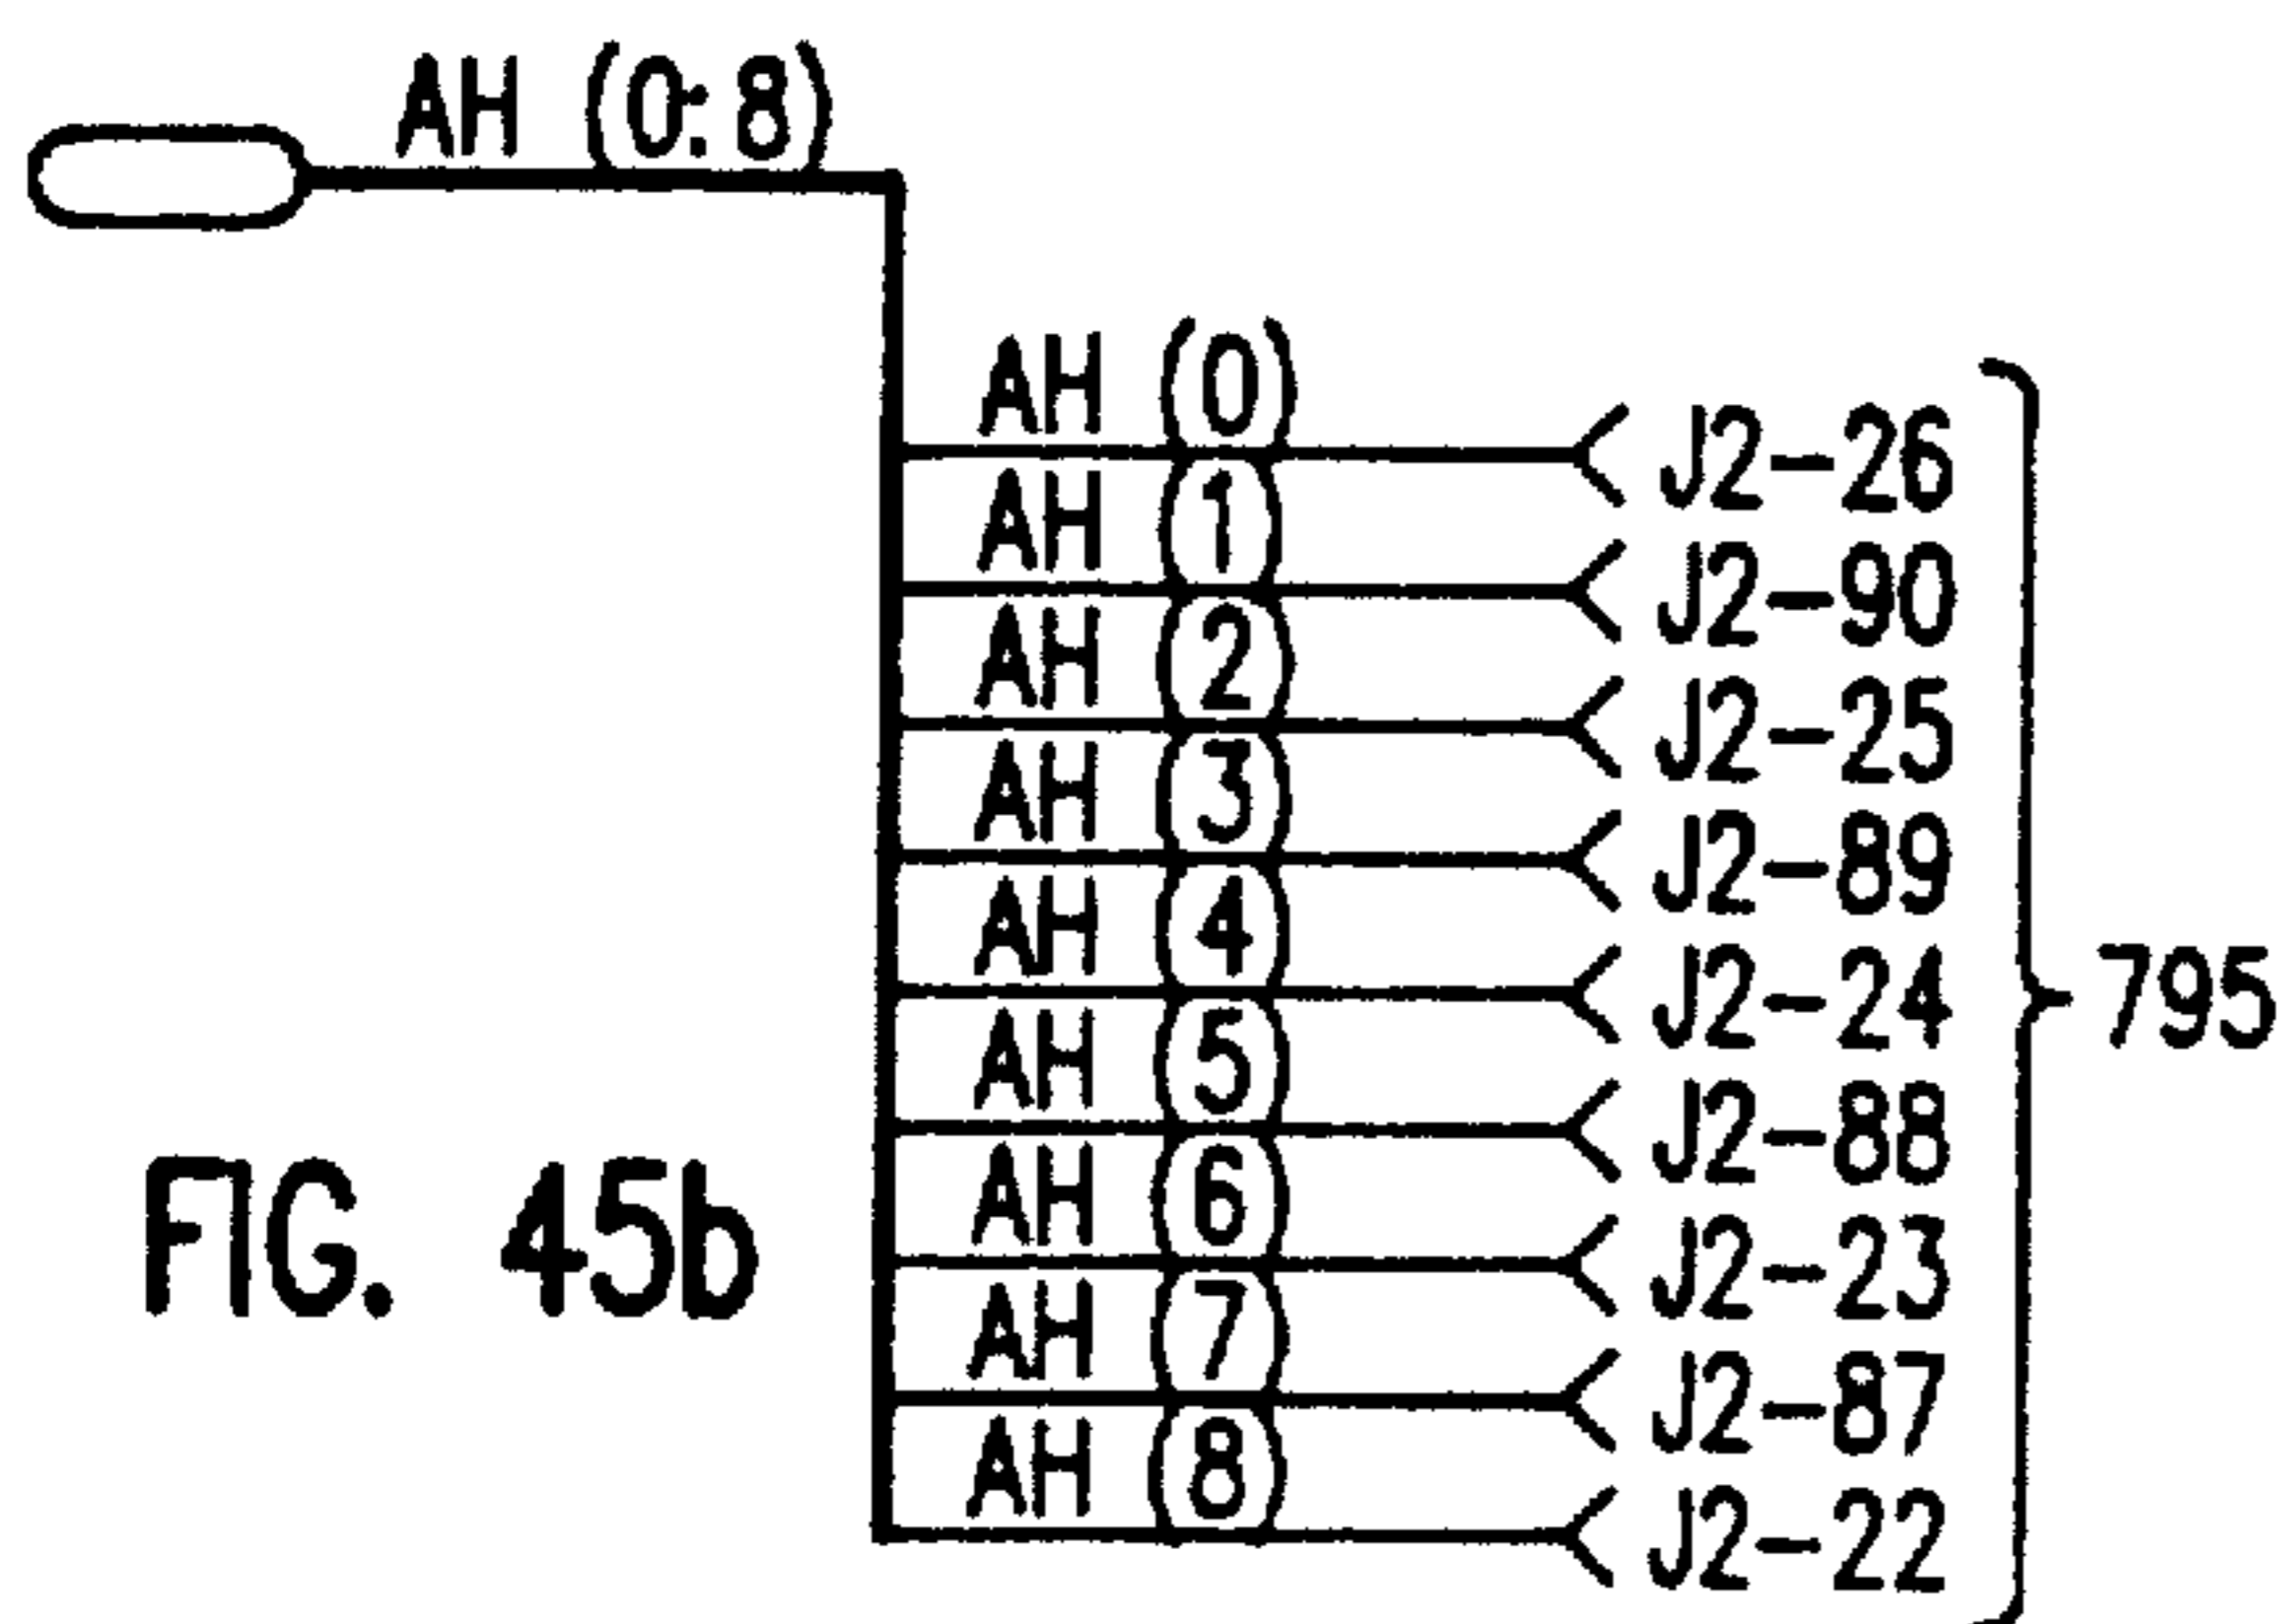 AH (0:8)
AH (0)
J2-26
AH (1)
J2-90
AH (2)
J2-25
AH (3)
J2-89
AH (4)
J2-24
795
AH (5)
J2-88
AH (6)
J2-23
AH (7)
J2-87
AH (8)
J2-22
FIG. 45b